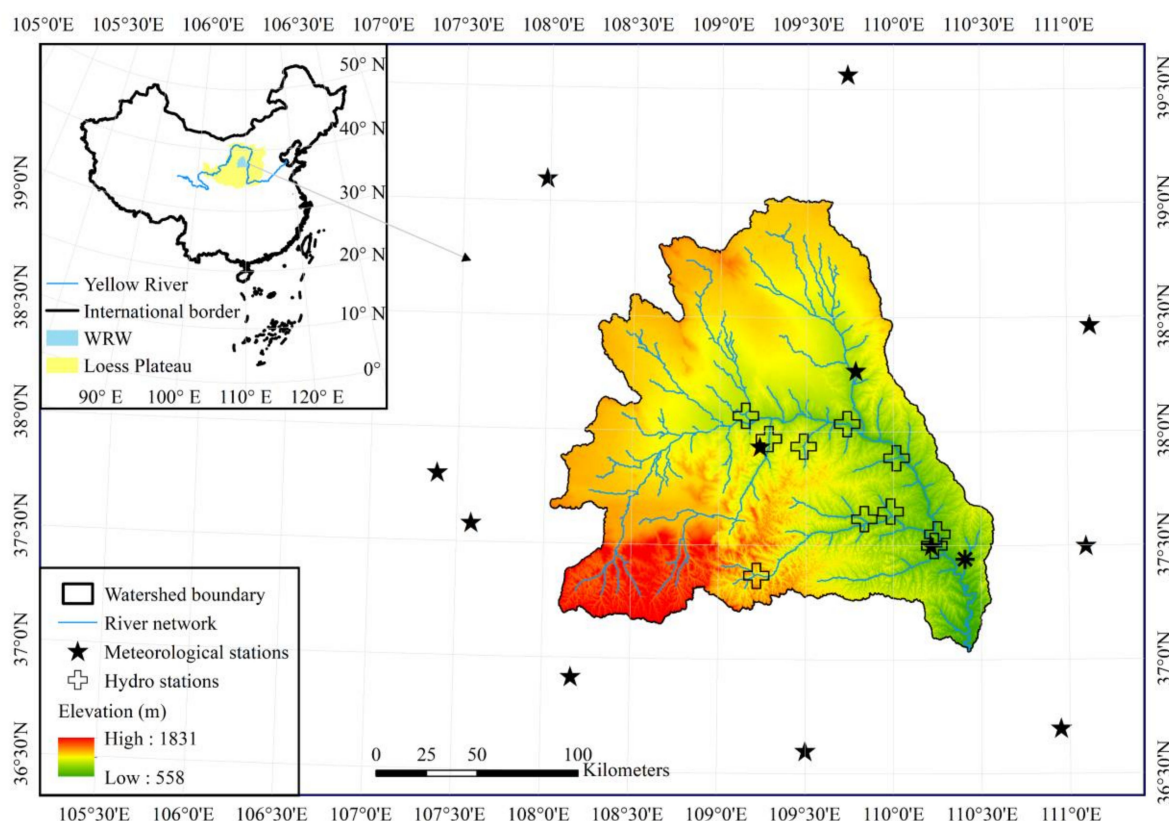 105°0'E 105°30'E 106°0'E 106°30'E 107°0'E 107°30'E 108°0'E 108°30'E 109°0'E 109°30'E 110°0'E 110°30'E 111°0'E
50° N
40° N
30° N
20° N
10° N
0°
90° E 100° E 110° E 120° E
Yellow River
International border
WRW
Loess Plateau
39°0'N
38°30'N
38°0'N
37°30'N
37°0'N
36°30'N
39°30'N
39°0'N
38°30'N
38°0'N
37°30'N
37°0'N
36°30'N
Watershed boundary
River network
Meteorological stations
Hydro stations
Elevation (m)
High : 1831
Low : 558
0 25 50 100
Kilometers
105°30'E 106°0'E 106°30'E 107°0'E 107°30'E 108°0'E 108°30'E 109°0'E 109°30'E 110°0'E 110°30'E 111°0'E